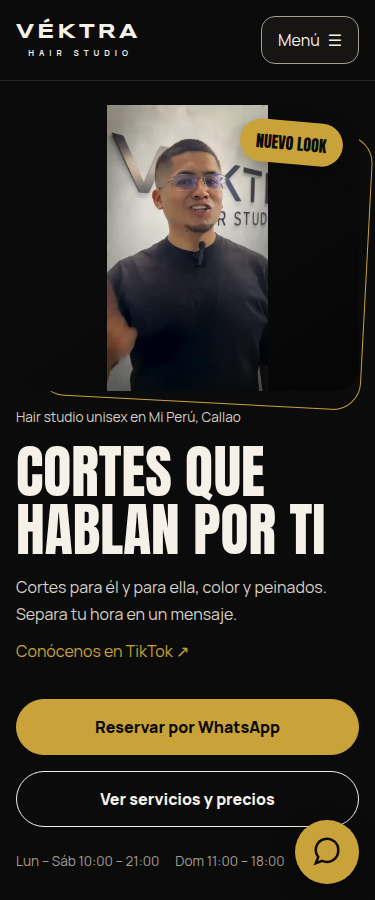 VÉKTRA
HAIR STUDIO
Menú ☰
NUEVO LOOK
Hair studio unisex en Mi Perú, Callao
CORTES QUE
HABLAN POR TI
Cortes para él y para ella, color y peinados.
Separa tu hora en un mensaje.
Conócenos en TikTok ↗
Reservar por WhatsApp
Ver servicios y precios
Lun – Sáb 10:00 – 21:00 Dom 11:00 – 18:00